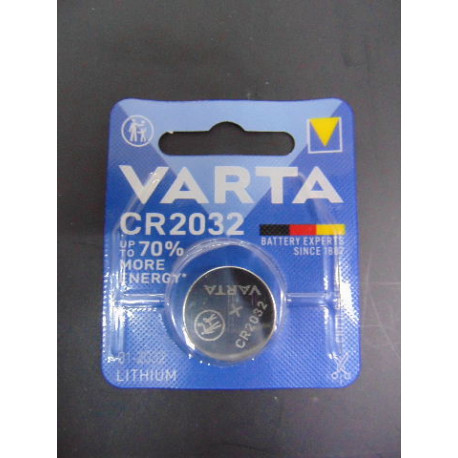 VARTA
CR2032
UP TO 70%
MORE
ENERGY*
BATTERY EXPERTS
SINCE 1887
VARTA
+
CR2032
LITHIUM